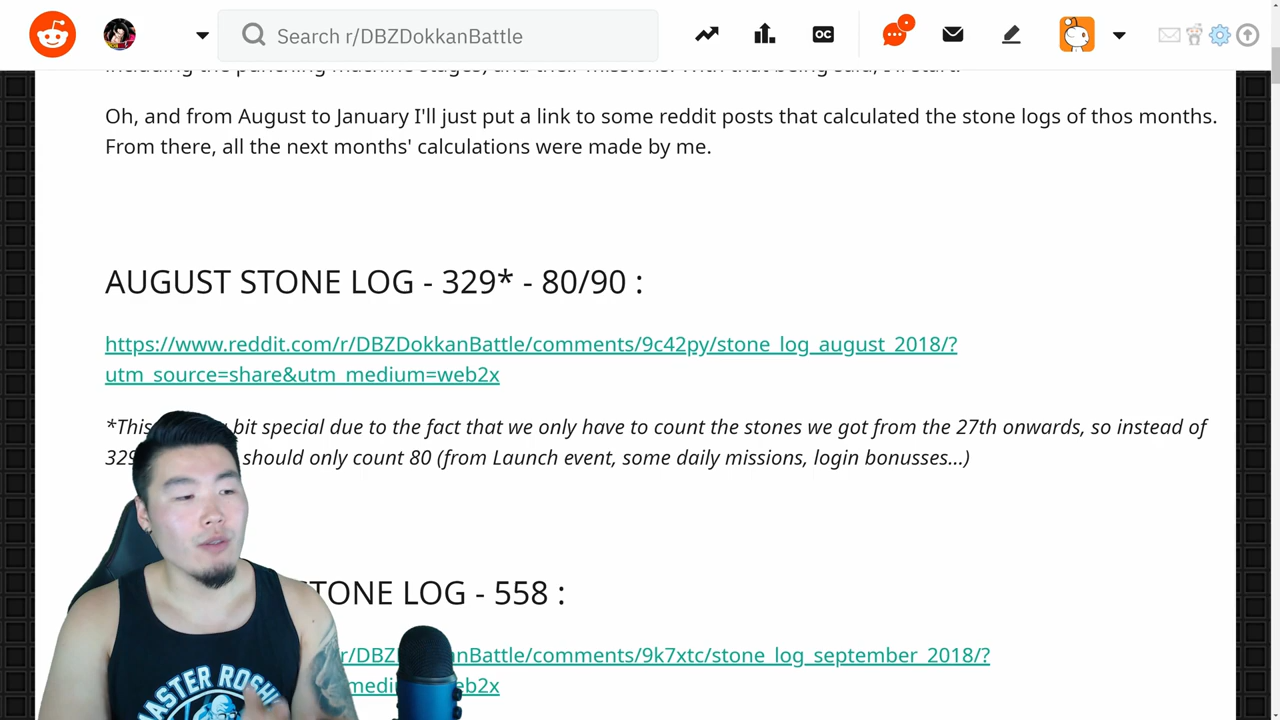 Search r/DBZDokkanBattle
Oh, and from August to January I'll just put a link to some reddit posts that calculated the stone logs of thos months.
From there, all the next months' calculations were made by me.
AUGUST STONE LOG - 329* - 80/90 :
https://www.reddit.com/r/DBZDokkanBattle/comments/9c42py/stone_log_august_2018/?
utm_source=share&utm_medium=web2x
*This bit special due to the fact that we only have to count the stones we got from the 27th onwards, so instead of
329 should only count 80 (from Launch event, some daily missions, login bonusses...)
STONE LOG - 558 :
r/DBZDokkanBattle/comments/9k7xtc/stone_log_september_2018/?
web2x
MASTER ROSHI